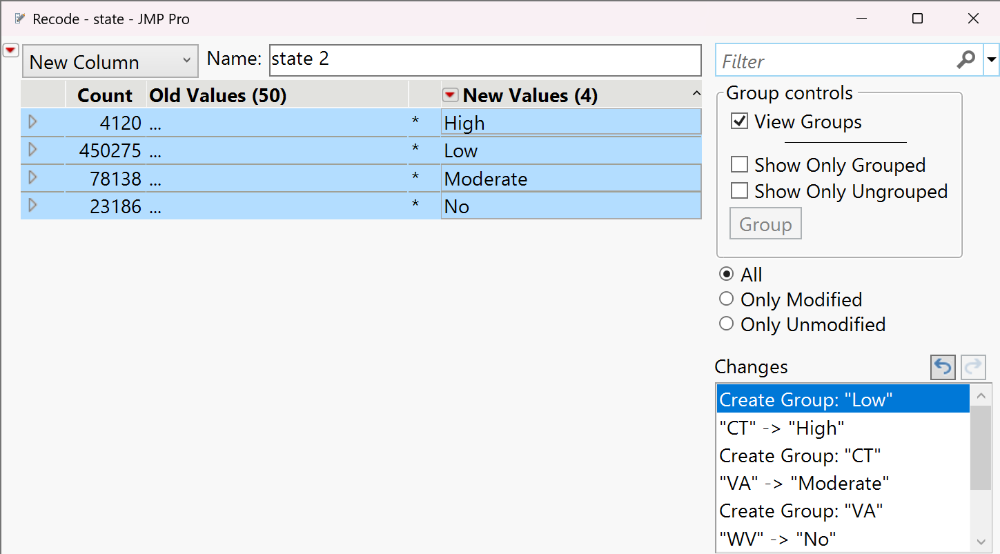 Recode - state - JMP Pro
New Column
Name: state 2
Count Old Values (50) New Values (4)
4120 ... * High
450275 ... * Low
78138 ... * Moderate
23186 ... * No
Filter
Group controls
View Groups
Show Only Grouped
Show Only Ungrouped
Group
All
Only Modified
Only Unmodified
Changes
Create Group: "Low"
"CT" -> "High"
Create Group: "CT"
"VA" -> "Moderate"
Create Group: "VA"
"WV" -> "No"